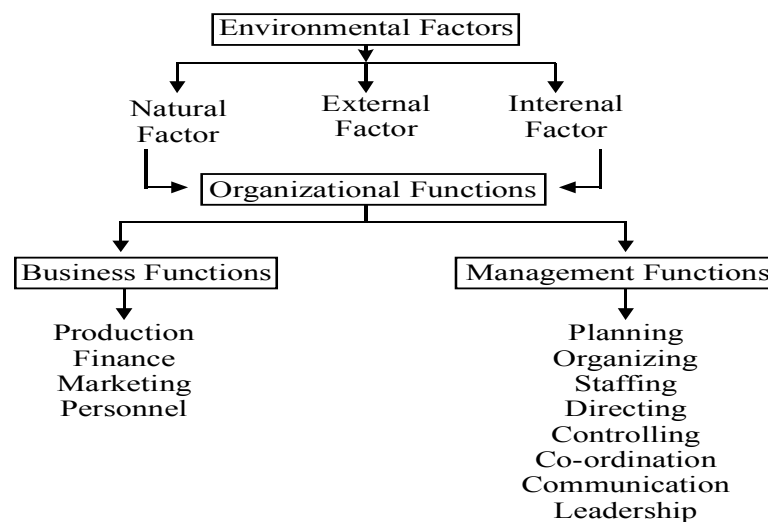 Environmental Factors
Natural
Factor
External
Factor
Interenal
Factor
Organizational Functions
Business Functions
Management Functions
Production
Finance
Marketing
Personnel
Planning
Organizing
Staffing
Directing
Controlling
Co-ordination
Communication
Leadership